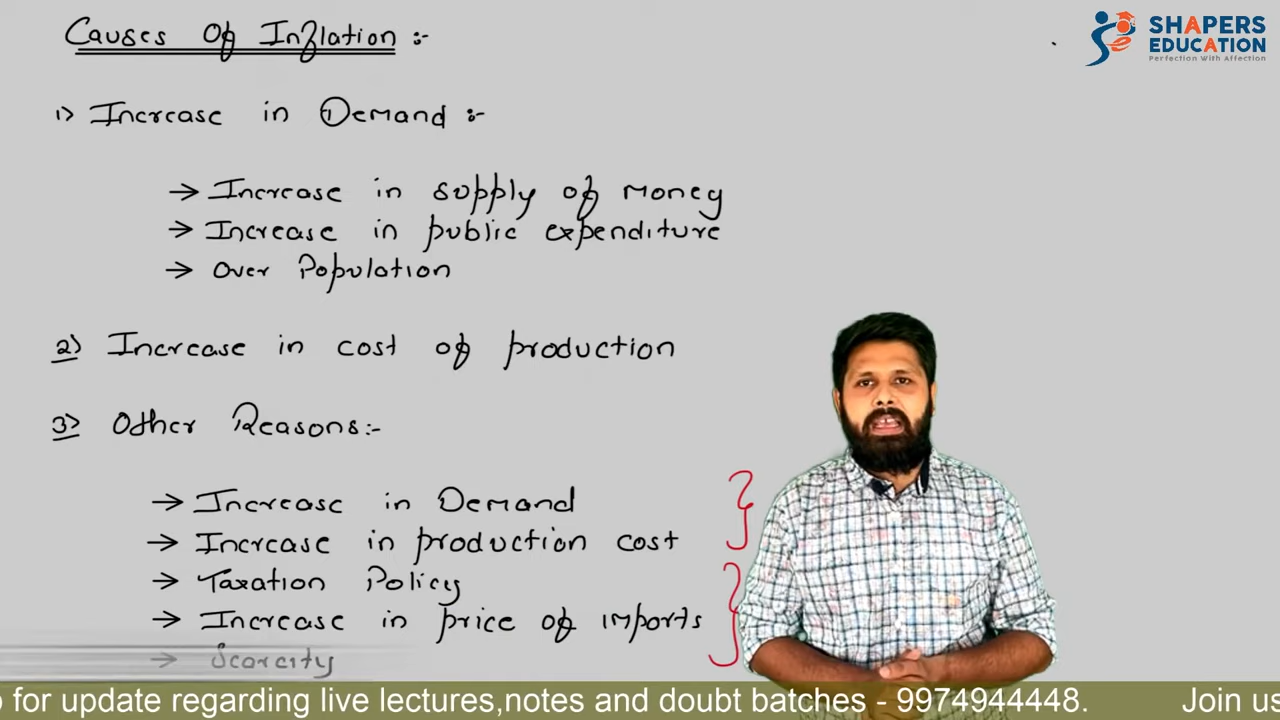 Causes Of Inflation :-
SHAPERS
EDUCATION
Perfection With Affection
1) Increase in Demand :-
→ Increase in supply of money
→ Increase in public expenditure
→ Over Population
2) Increase in cost of production
3) Other Reasons:-
→ Increase in Demand
→ Increase in production cost
→ Taxation Policy
→ Increase in price of imports
→ Scarcity
for update regarding live lectures,notes and doubt batches - 9974944448. Join us